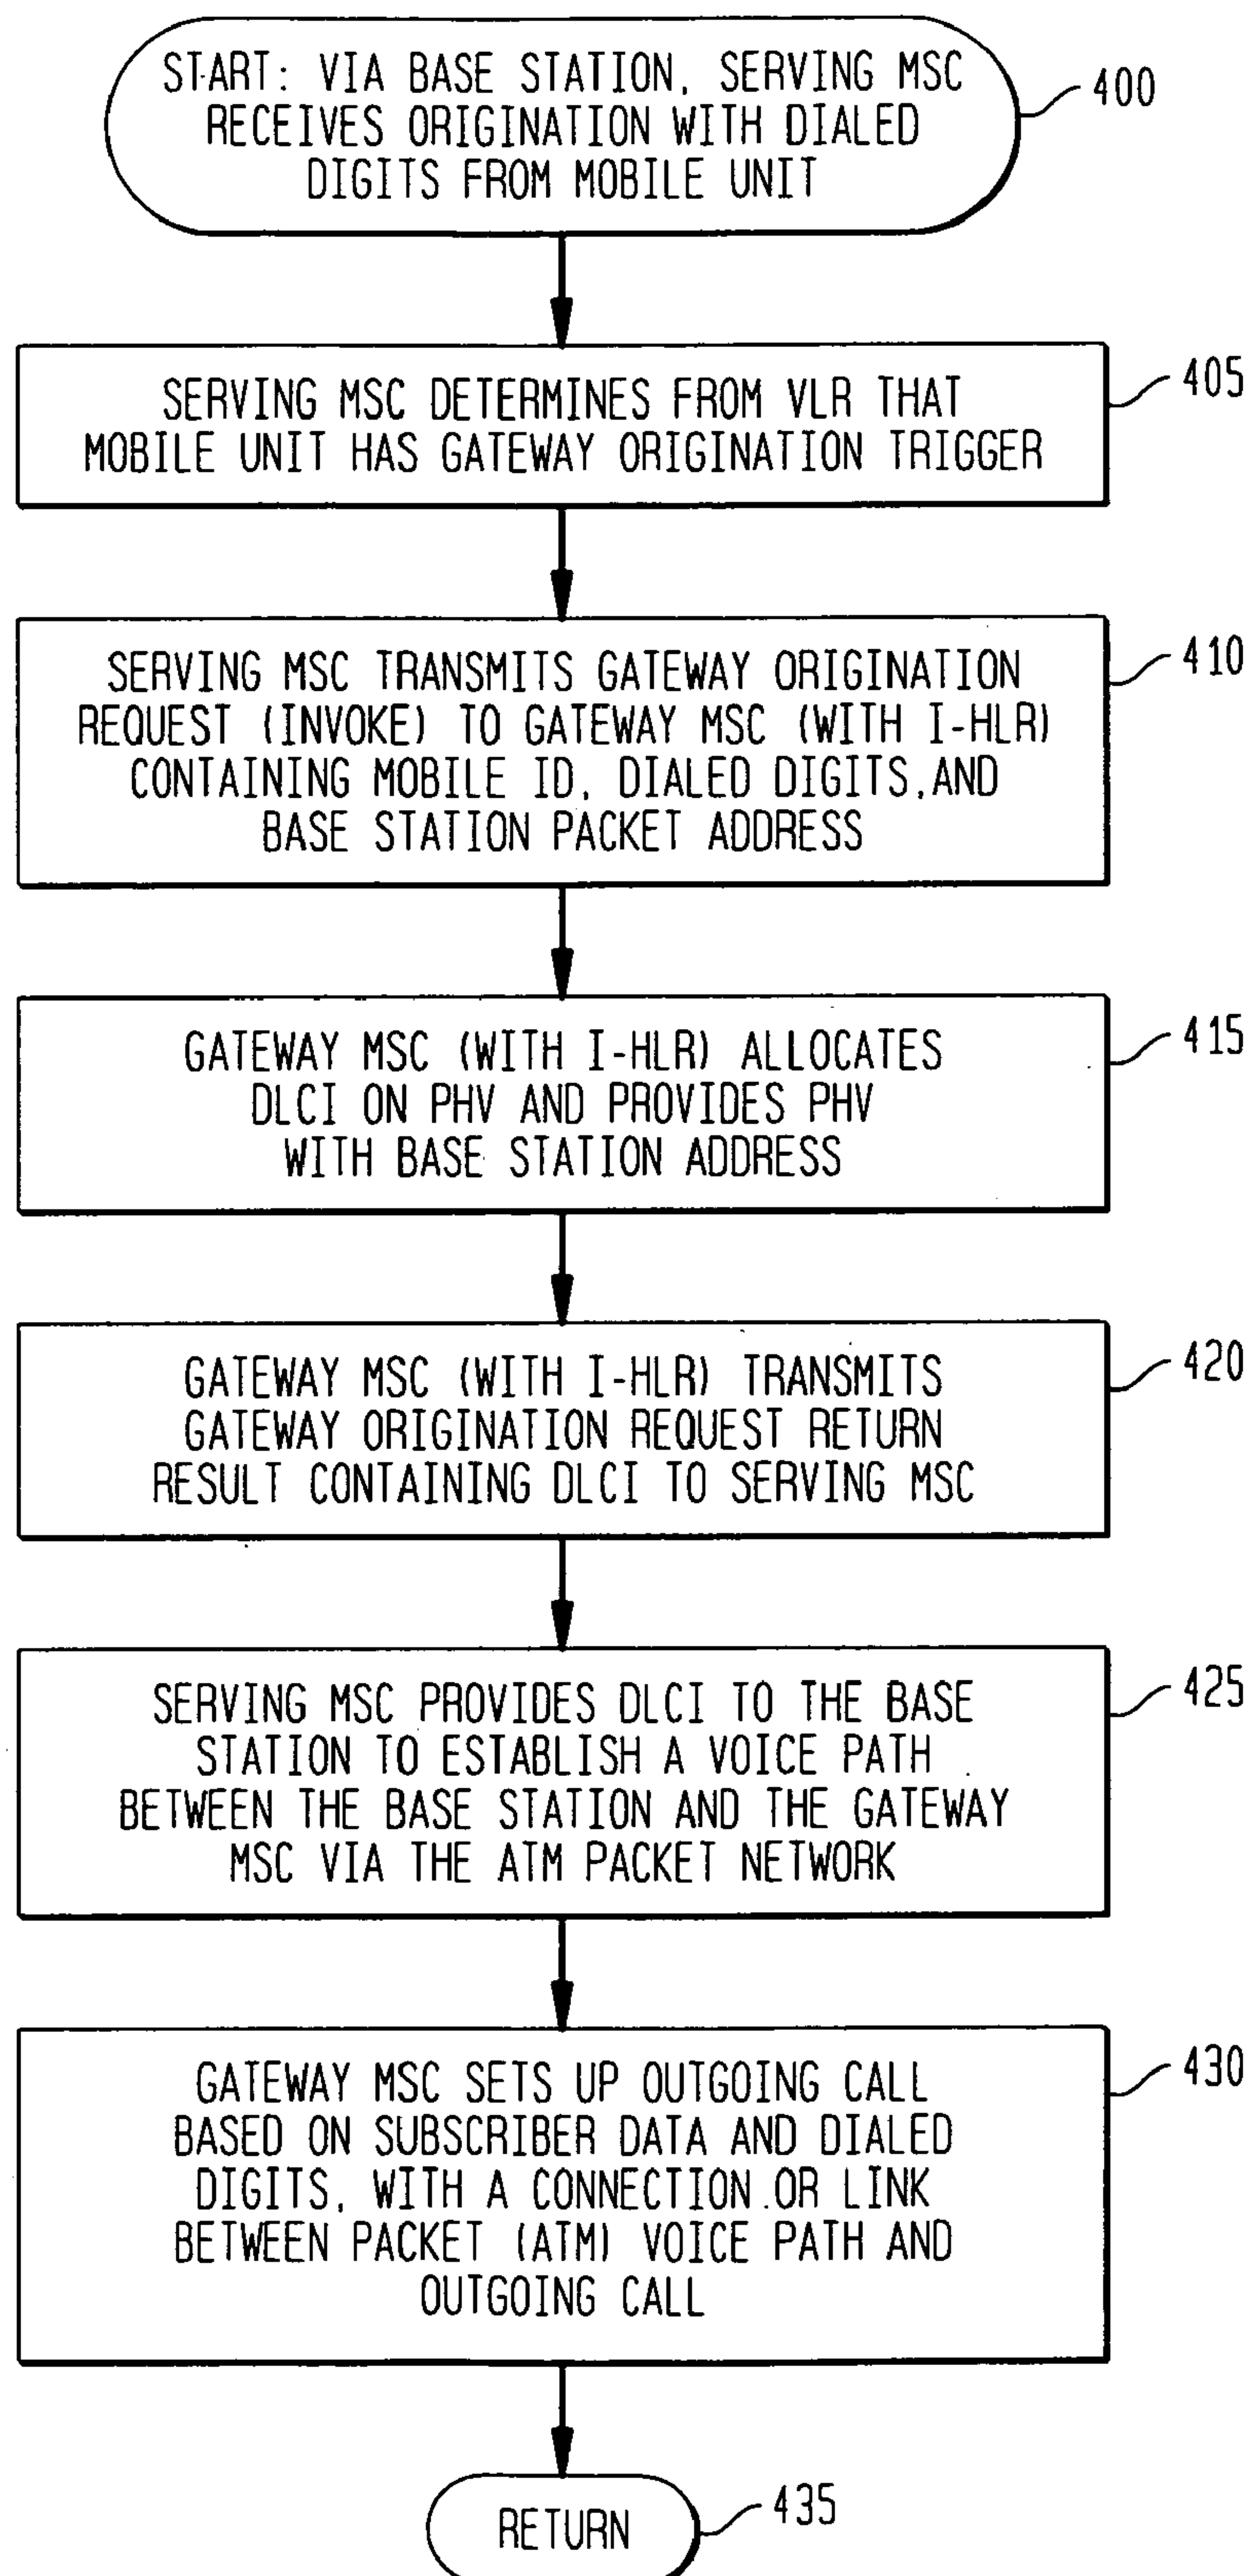 START: VIA BASE STATION, SERVING MSC
RECEIVES ORIGINATION WITH DIALED
DIGITS FROM MOBILE UNIT
400
SERVING MSC DETERMINES FROM VLR THAT
MOBILE UNIT HAS GATEWAY ORIGINATION TRIGGER
405
SERVING MSC TRANSMITS GATEWAY ORIGINATION
REQUEST (INVOKE) TO GATEWAY MSC (WITH I-HLR)
CONTAINING MOBILE ID, DIALED DIGITS, AND
BASE STATION PACKET ADDRESS
410
GATEWAY MSC (WITH I-HLR) ALLOCATES
DLCI ON PHV AND PROVIDES PHV
WITH BASE STATION ADDRESS
415
GATEWAY MSC (WITH I-HLR) TRANSMITS
GATEWAY ORIGINATION REQUEST RETURN
RESULT CONTAINING DLCI TO SERVING MSC
420
SERVING MSC PROVIDES DLCI TO THE BASE
STATION TO ESTABLISH A VOICE PATH
BETWEEN THE BASE STATION AND THE GATEWAY
MSC VIA THE ATM PACKET NETWORK
425
GATEWAY MSC SETS UP OUTGOING CALL
BASED ON SUBSCRIBER DATA AND DIALED
DIGITS, WITH A CONNECTION OR LINK
BETWEEN PACKET (ATM) VOICE PATH AND
OUTGOING CALL
430
RETURN
435